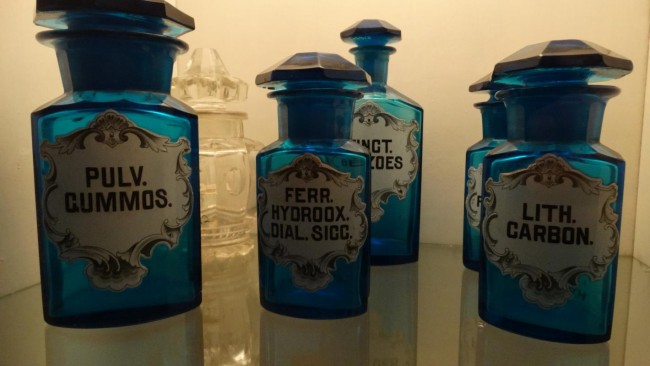 PULV.
GUMMOS.
FERR.
HYDROOX.
DIAL. SICC.
LITH.
CARBON.